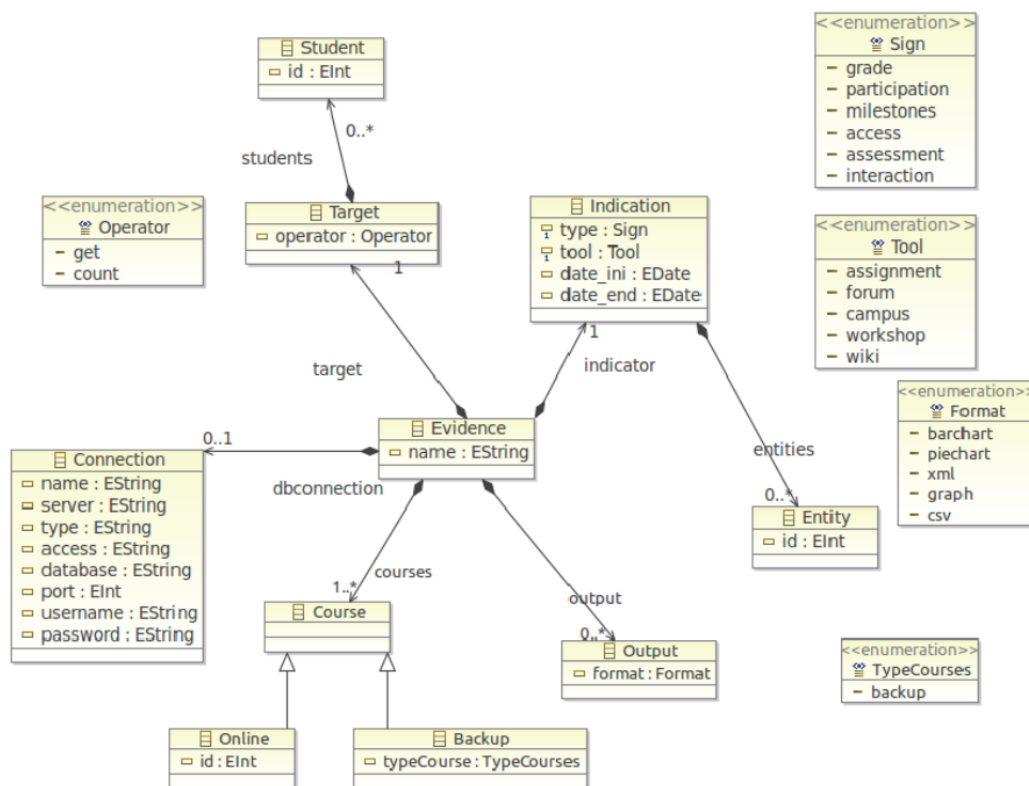 Student
id : EInt
0..*
students
<<enumeration>>
Operator
get
count
Target
operator : Operator
1
target
Indication
type : Sign
tool : Tool
date_ini : EDate
date_end : EDate
1
indicator
<<enumeration>>
Sign
grade
participation
milestones
access
assessment
interaction
<<enumeration>>
Tool
assignment
forum
campus
workshop
wiki
<<enumeration>>
Format
barchart
piechart
xml
graph
csv
Evidence
name : EString
0..1
dbconnection
Connection
name : EString
server : EString
type : EString
access : EString
database : EString
port : EInt
username : EString
password : EString
entities
0..*
Entity
id : EInt
courses
1..*
Course
output
0..*
Output
format : Format
<<enumeration>>
TypeCourses
backup
Online
id : EInt
Backup
typeCourse : TypeCourses